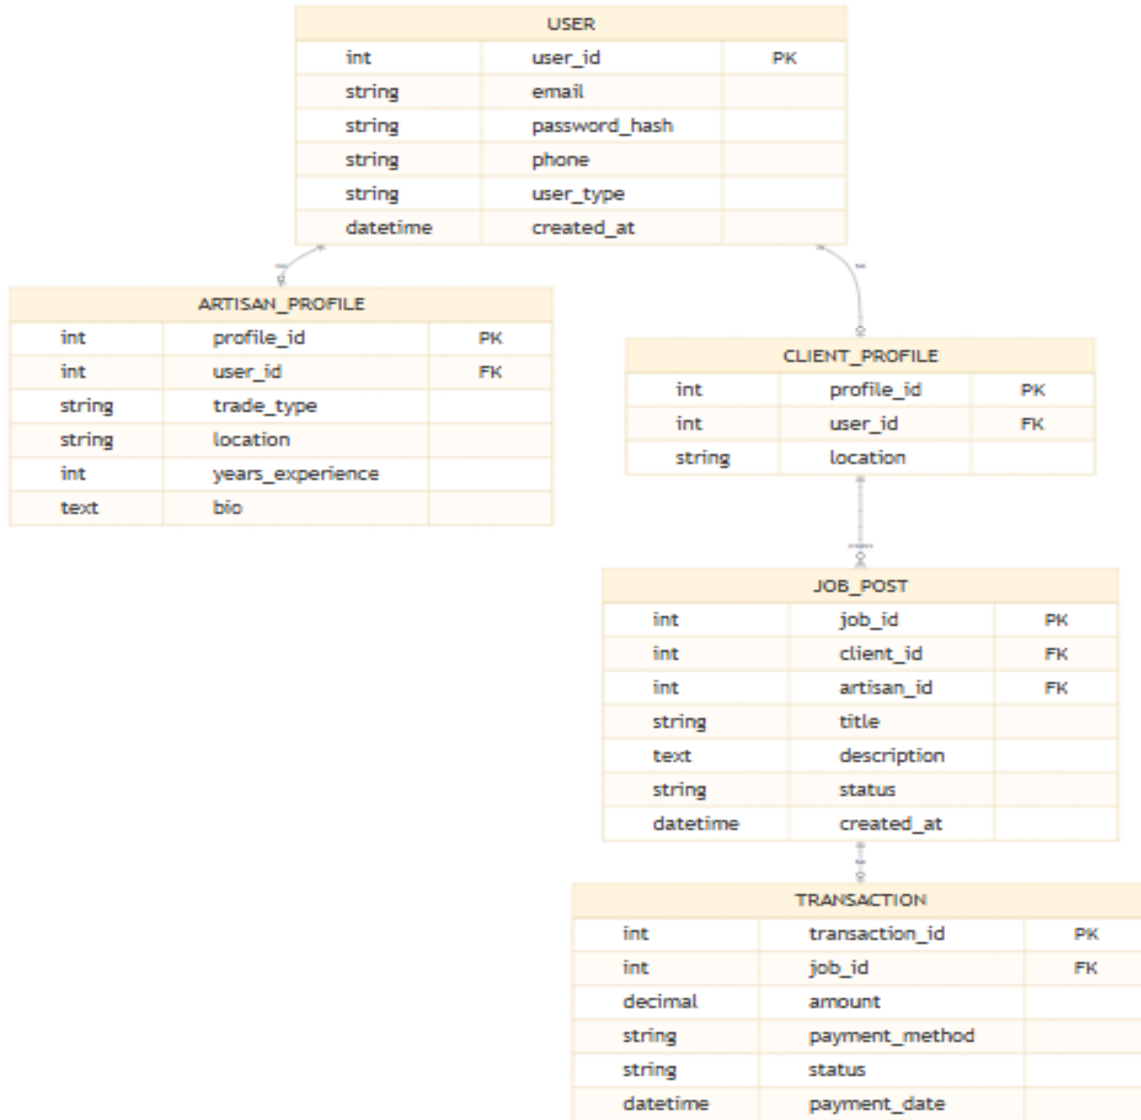 USER
int user_id PK
string email
string password_hash
string phone
string user_type
datetime created_at
ARTISAN_PROFILE
int profile_id PK
int user_id FK
string trade_type
string location
int years_experience
text bio
CLIENT_PROFILE
int profile_id PK
int user_id FK
string location
JOB_POST
int job_id PK
int client_id FK
int artisan_id FK
string title
text description
string status
datetime created_at
TRANSACTION
int transaction_id PK
int job_id FK
decimal amount
string payment_method
string status
datetime payment_date